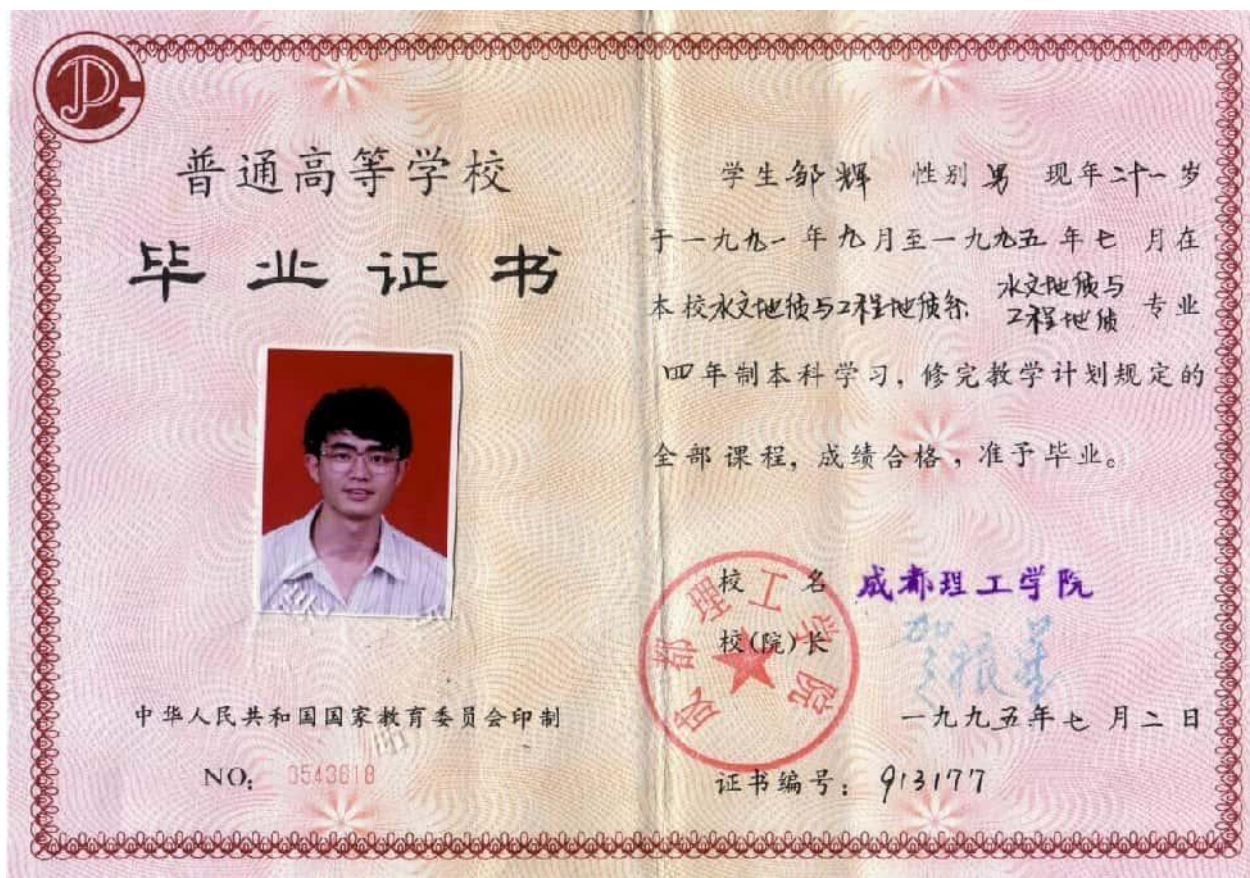 普通高等学校
毕业证书
中华人民共和国国家教育委员会印制
NO: 0543618
学生邹辉 性别男 现年二十一岁
于一九九一年九月至一九九五年七月在
本校水文地质与工程地质系 水文地质与工程地质 专业
四年制本科学习,修完教学计划规定的
全部课程,成绩合格,准予毕业。
校名 成都理工学院
校(院)长
成都理工学院
一九九五年七月二日
证书编号:913177